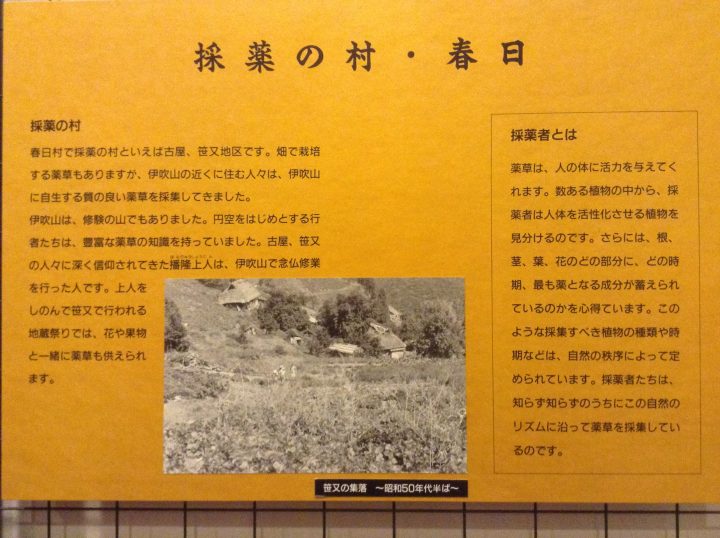 採薬の村・春日
採薬の村
春日村で採薬の村といえば古屋、笹又地区です。畑で栽培
する薬草もありますが、伊吹山の近くに住む人々は、伊吹山
に自生する質の良い薬草を採集してきました。
伊吹山は、修験の山でもありました。円空をはじめとする行
者たちは、豊富な薬草の知識を持っていました。古屋、笹又
の人々に深く信仰されてきた播隆上人は、伊吹山で念仏修業
を行った人です。上人を
しのんで笹又で行われる
地蔵祭りでは、花や果物
と一緒に薬草も供えられ
ます。
笹又の集落　～昭和50年代半ば～
採薬者とは
薬草は、人の体に活力を与えてく
れます。数ある植物の中から、採
薬者は人体を活性化させる植物を
見分けるのです。さらには、根、
茎、葉、花のどの部分に、どの時
期、最も薬となる成分が蓄えられ
ているのかを心得ています。この
ような採集すべき植物の種類や時
期などは、自然の秩序によって定
められています。採薬者たちは、
知らず知らずのうちにこの自然の
リズムに沿って薬草を採集してい
るのです。